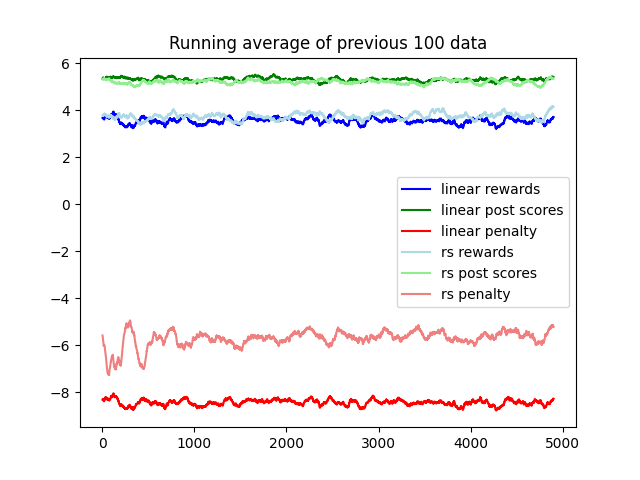 Running average of previous 100 data
6
4
2
0
−2
−4
−6
−8
linear rewards
linear post scores
linear penalty
rs rewards
rs post scores
rs penalty
0 1000 2000 3000 4000 5000